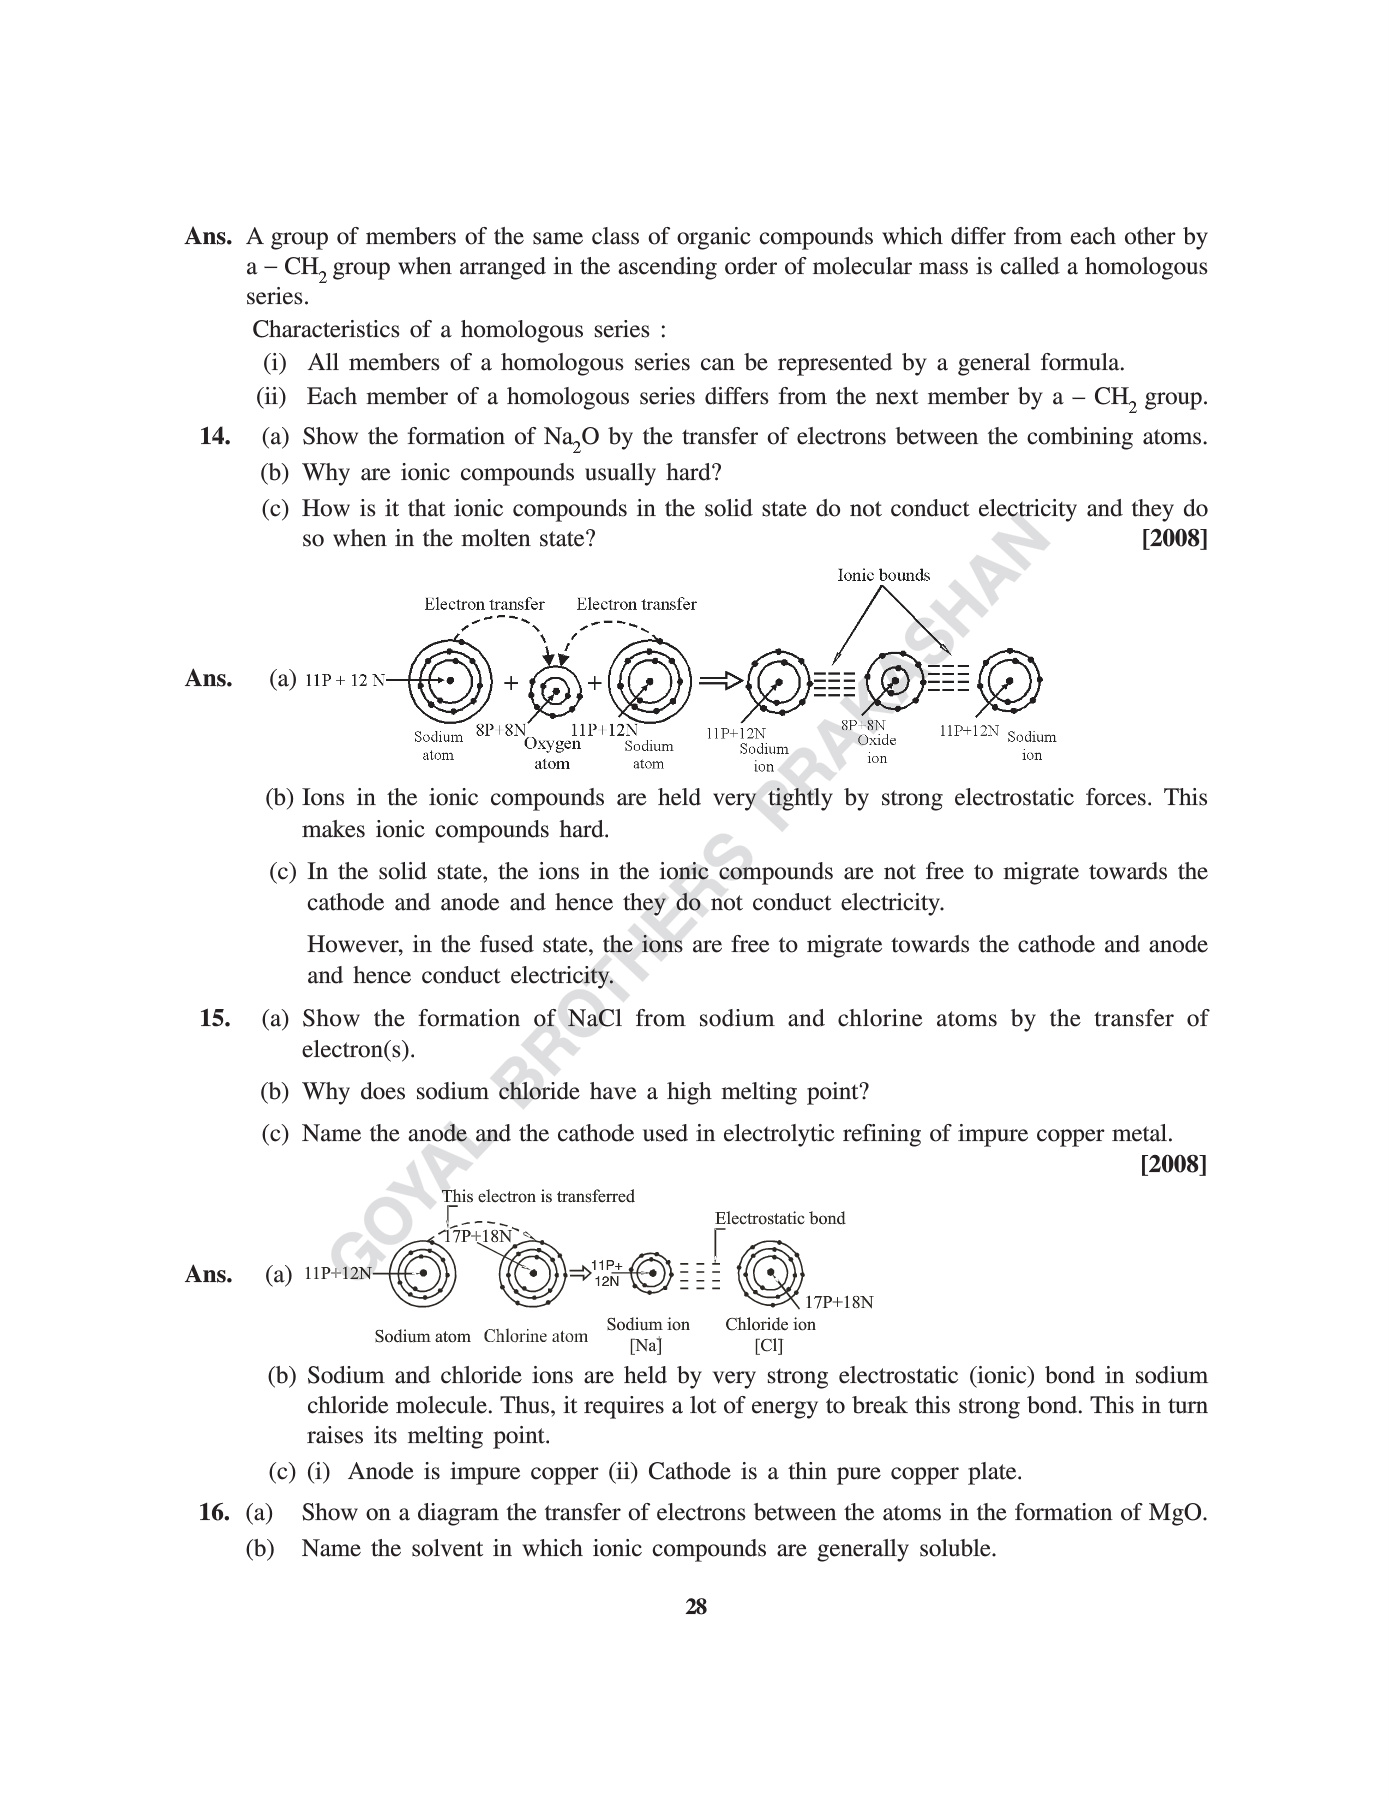 Ans. A group of members of the same class of organic compounds which differ from each other by
a – CH2 group when arranged in the ascending order of molecular mass is called a homologous
series.
Characteristics of a homologous series :
(i) All members of a homologous series can be represented by a general formula.
(ii) Each member of a homologous series differs from the next member by a – CH2 group.
14. (a) Show the formation of Na2O by the transfer of electrons between the combining atoms.
(b) Why are ionic compounds usually hard?
(c) How is it that ionic compounds in the solid state do not conduct electricity and they do
so when in the molten state? [2008]
Ionic bounds
Electron transfer Electron transfer
Ans. (a) 11P + 12 N + +
8P+8N 11P+12N 11P+12N 8P+8N 11P+12N
Sodium atom Oxygen atom Sodium atom Sodium ion Oxide ion Sodium ion
(b) Ions in the ionic compounds are held very tightly by strong electrostatic forces. This
makes ionic compounds hard.
(c) In the solid state, the ions in the ionic compounds are not free to migrate towards the
cathode and anode and hence they do not conduct electricity.
However, in the fused state, the ions are free to migrate towards the cathode and anode
and hence conduct electricity.
15. (a) Show the formation of NaCl from sodium and chlorine atoms by the transfer of
electron(s).
(b) Why does sodium chloride have a high melting point?
(c) Name the anode and the cathode used in electrolytic refining of impure copper metal.
[2008]
This electron is transferred
Electrostatic bond
17P+18N
Ans. (a) 11P+12N 11P+
12N
17P+18N
Sodium atom Chlorine atom Sodium ion Chloride ion
[Na+] [Cl]
(b) Sodium and chloride ions are held by very strong electrostatic (ionic) bond in sodium
chloride molecule. Thus, it requires a lot of energy to break this strong bond. This in turn
raises its melting point.
(c) (i) Anode is impure copper (ii) Cathode is a thin pure copper plate.
16. (a) Show on a diagram the transfer of electrons between the atoms in the formation of MgO.
(b) Name the solvent in which ionic compounds are generally soluble.
28
GOYAL BROTHERS PRAKASHAN